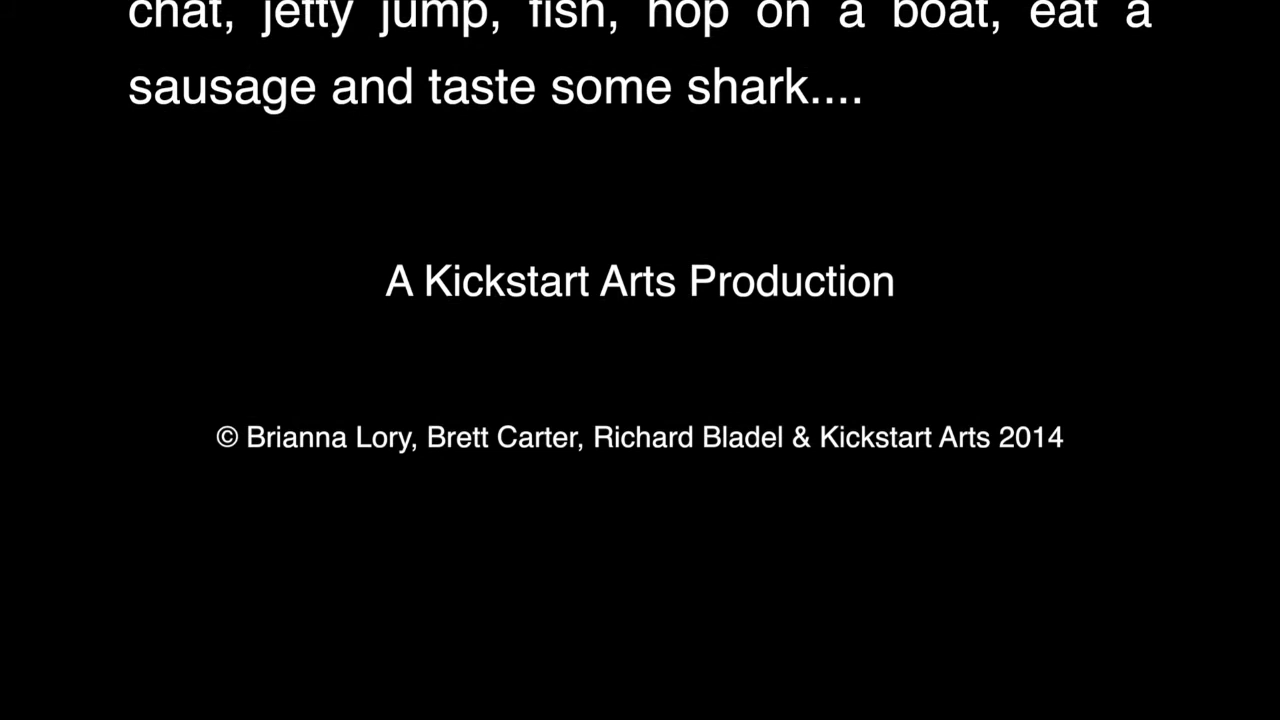 chat, jetty jump, fish, hop on a boat, eat a
sausage and taste some shark....
A Kickstart Arts Production
© Brianna Lory, Brett Carter, Richard Bladel & Kickstart Arts 2014